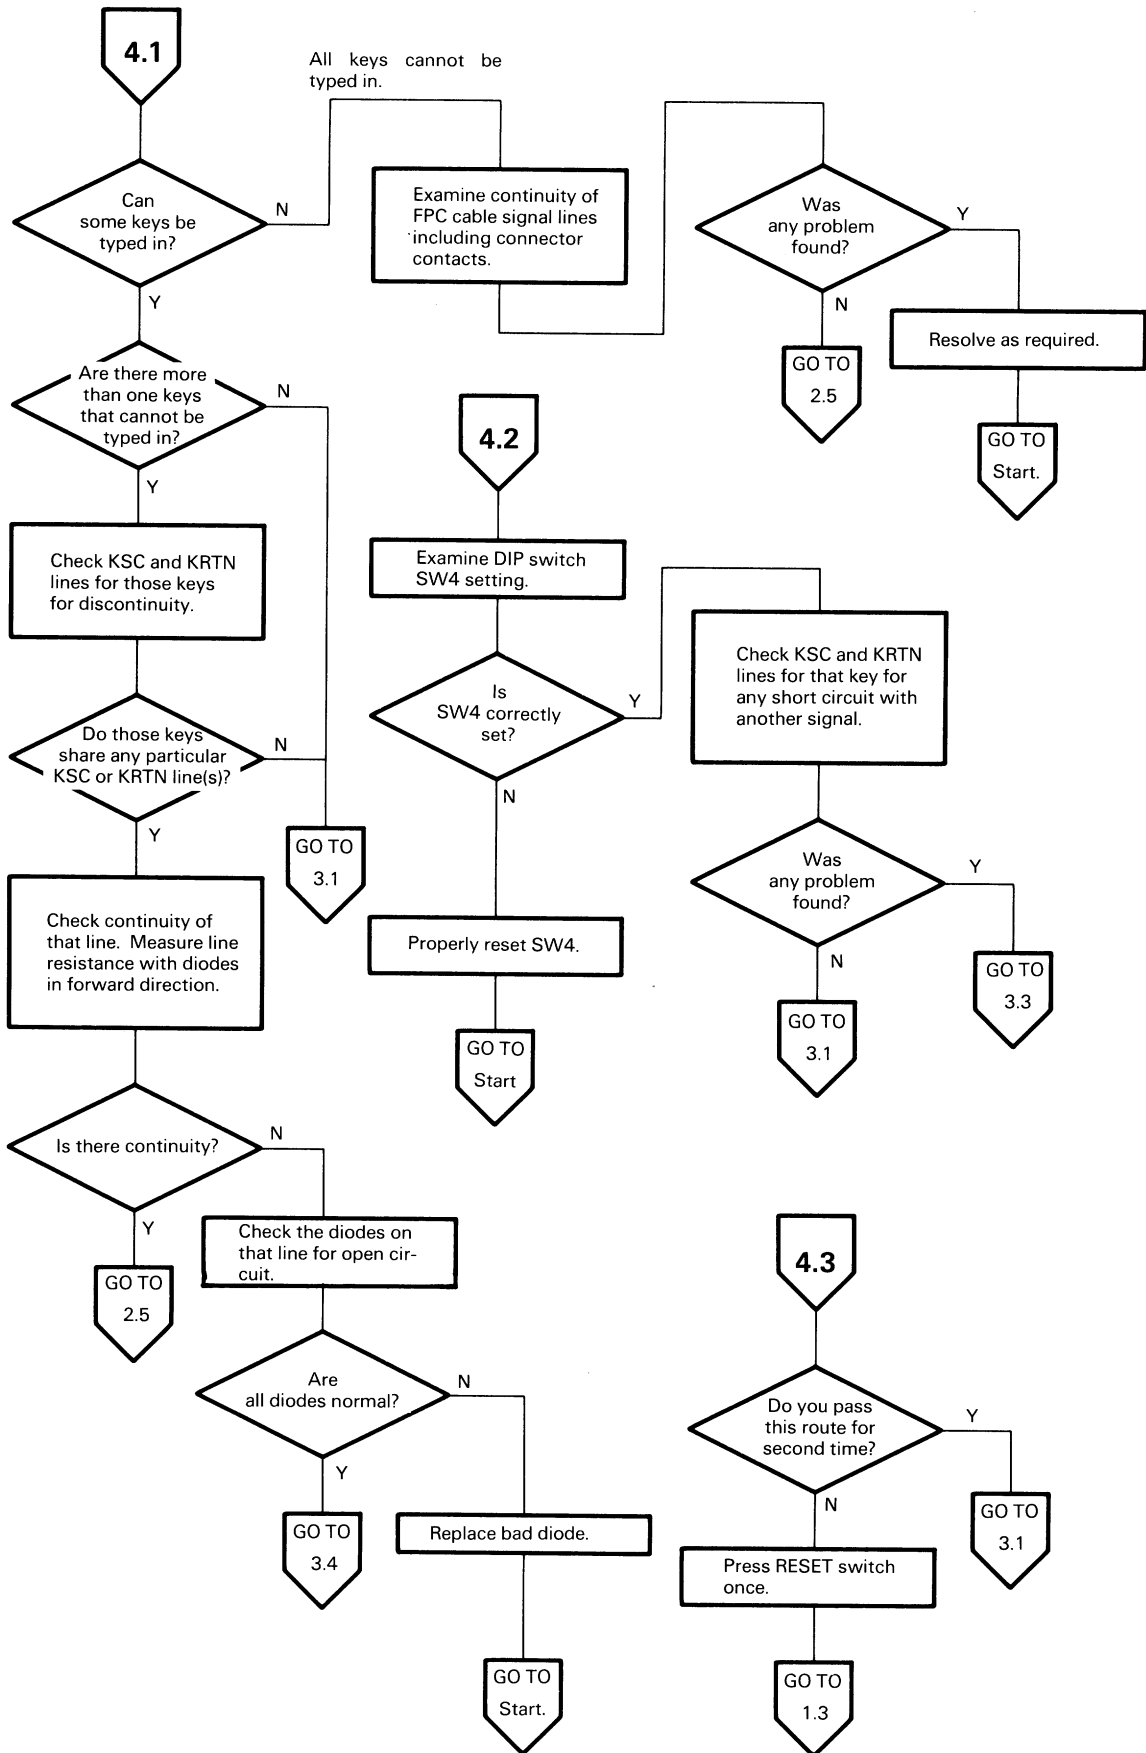 4.1
All keys cannot be
typed in.
Can
some keys be
typed in?
N
Y
Examine continuity of
FPC cable signal lines
including connector
contacts.
Was
any problem
found?
Y
N
GO TO
2.5
Resolve as required.
GO TO
Start.
Are there more
than one keys
that cannot be
typed in?
N
Y
Check KSC and KRTN
lines for those keys
for discontinuity.
Do those keys
share any particular
KSC or KRTN line(s)?
N
Y
GO TO
3.1
Check continuity of
that line. Measure line
resistance with diodes
in forward direction.
Is there continuity?
N
Y
GO TO
2.5
Check the diodes on
that line for open cir-
cuit.
Are
all diodes normal?
N
Y
GO TO
3.4
Replace bad diode.
GO TO
Start.
4.2
Examine DIP switch
SW4 setting.
Is
SW4 correctly
set?
Y
N
Properly reset SW4.
GO TO
Start
Check KSC and KRTN
lines for that key for
any short circuit with
another signal.
Was
any problem
found?
Y
N
GO TO
3.3
GO TO
3.1
4.3
Do you pass
this route for
second time?
Y
N
GO TO
3.1
Press RESET switch
once.
GO TO
1.3